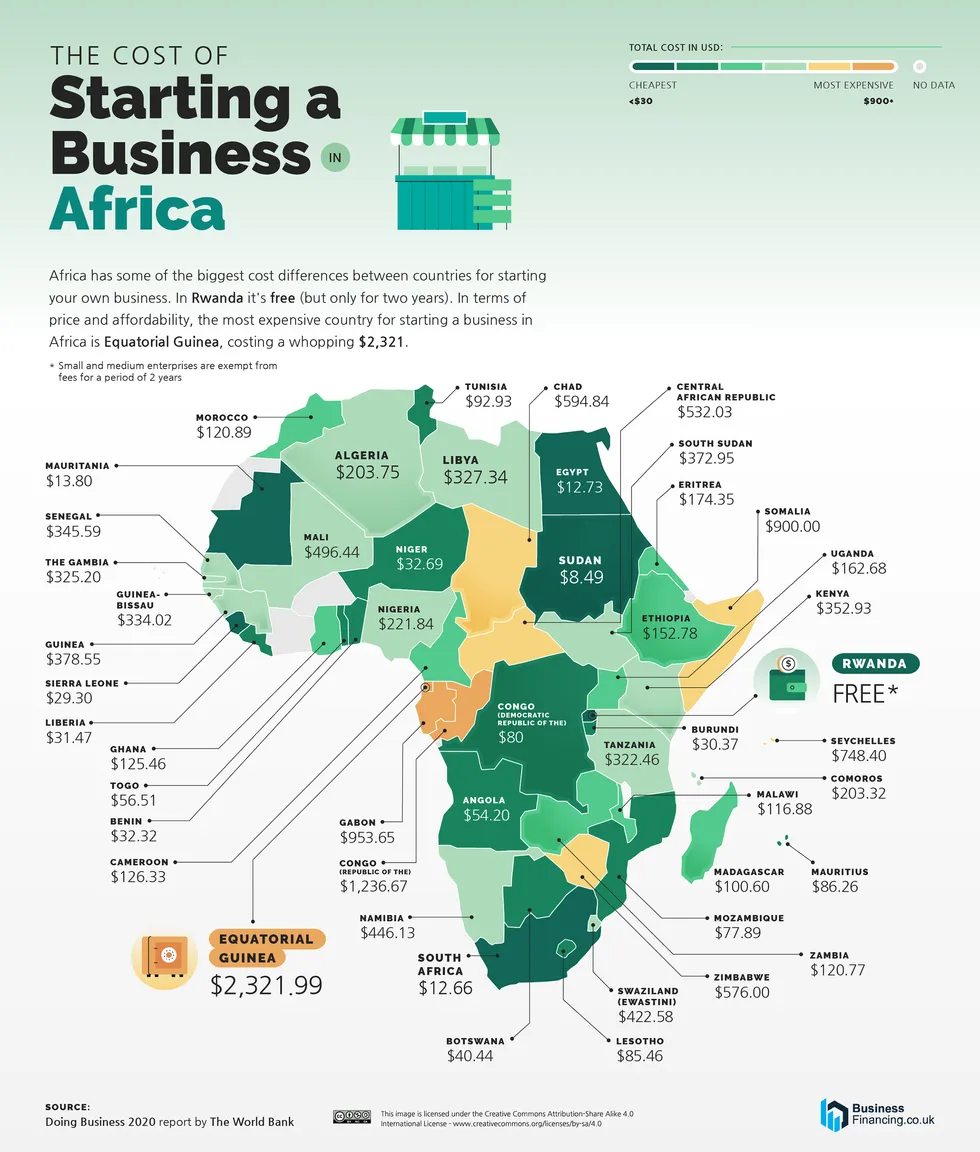 THE COST OF
Starting a
Business IN
Africa
TOTAL COST IN USD:
CHEAPEST
MOST EXPENSIVE
NO DATA
<$30
$900+
Africa has some of the biggest cost differences between countries for starting
your own business. In Rwanda it's free (but only for two years). In terms of
price and affordability, the most expensive country for starting a business in
Africa is Equatorial Guinea, costing a whopping $2,321.
* Small and medium enterprises are exempt from
fees for a period of 2 years
TUNISIA
$92.93
CHAD
$594.84
CENTRAL
AFRICAN REPUBLIC
$532.03
MOROCCO
$120.89
ALGERIA
$203.75
LIBYA
$327.34
EGYPT
$12.73
SOUTH SUDAN
$372.95
MAURITANIA
$13.80
ERITREA
$174.35
SENEGAL
$345.59
SOMALIA
$900.00
MALI
$496.44
NIGER
$32.69
SUDAN
$8.49
UGANDA
$162.68
THE GAMBIA
$325.20
GUINEA-
BISSAU
$334.02
KENYA
$352.93
NIGERIA
$221.84
ETHIOPIA
$152.78
GUINEA
$378.55
RWANDA
FREE*
$
SIERRA LEONE
$29.30
CONGO
(DEMOCRATIC
REPUBLIC OF THE)
$80
LIBERIA
$31.47
BURUNDI
$30.37
TANZANIA
$322.46
SEYCHELLES
$748.40
GHANA
$125.46
COMOROS
$203.32
TOGO
$56.51
MALAWI
$116.88
ANGOLA
$54.20
BENIN
$32.32
GABON
$953.65
CAMEROON
$126.33
CONGO
(REPUBLIC OF THE)
$1,236.67
MADAGASCAR
$100.60
MAURITIUS
$86.26
NAMIBIA
$446.13
MOZAMBIQUE
$77.89
EQUATORIAL
GUINEA
$2,321.99
SOUTH
AFRICA
$12.66
ZAMBIA
$120.77
ZIMBABWE
$576.00
SWAZILAND
(EWASTINI)
$422.58
BOTSWANA
$40.44
LESOTHO
$85.46
SOURCE:
Doing Business 2020 report by The World Bank
This image is licensed under the Creative Commons Attribution-Share Alike 4.0
International License - www.creativecommons.org/licenses/by-sa/4.0
Business
Financing.co.uk